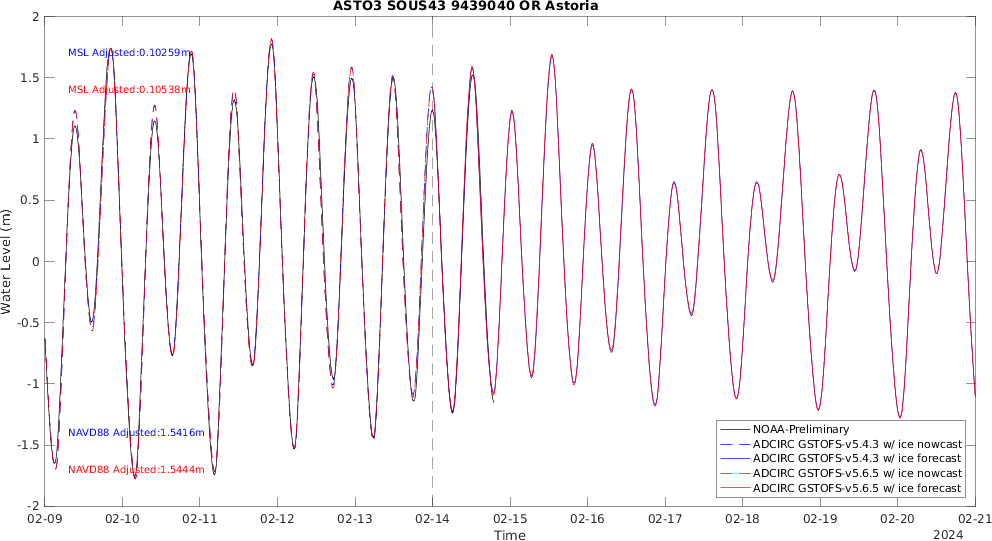 ASTO3 SOUS43 9439040 OR Astoria
Water Level (m)
2
1.5
1
0.5
0
-0.5
-1
-1.5
-2
MSL Adjusted:0.10259m
MSL Adjusted:0.10538m
NAVD88 Adjusted:1.5416m
NAVD88 Adjusted:1.5444m
NOAA-Preliminary
ADCIRC GSTOFS-v5.4.3 w/ ice nowcast
ADCIRC GSTOFS-v5.4.3 w/ ice forecast
ADCIRC GSTOFS-v5.6.5 w/ ice nowcast
ADCIRC GSTOFS-v5.6.5 w/ ice forecast
02-09 02-10 02-11 02-12 02-13 02-14 02-15 02-16 02-17 02-18 02-19 02-20 02-21
Time
2024